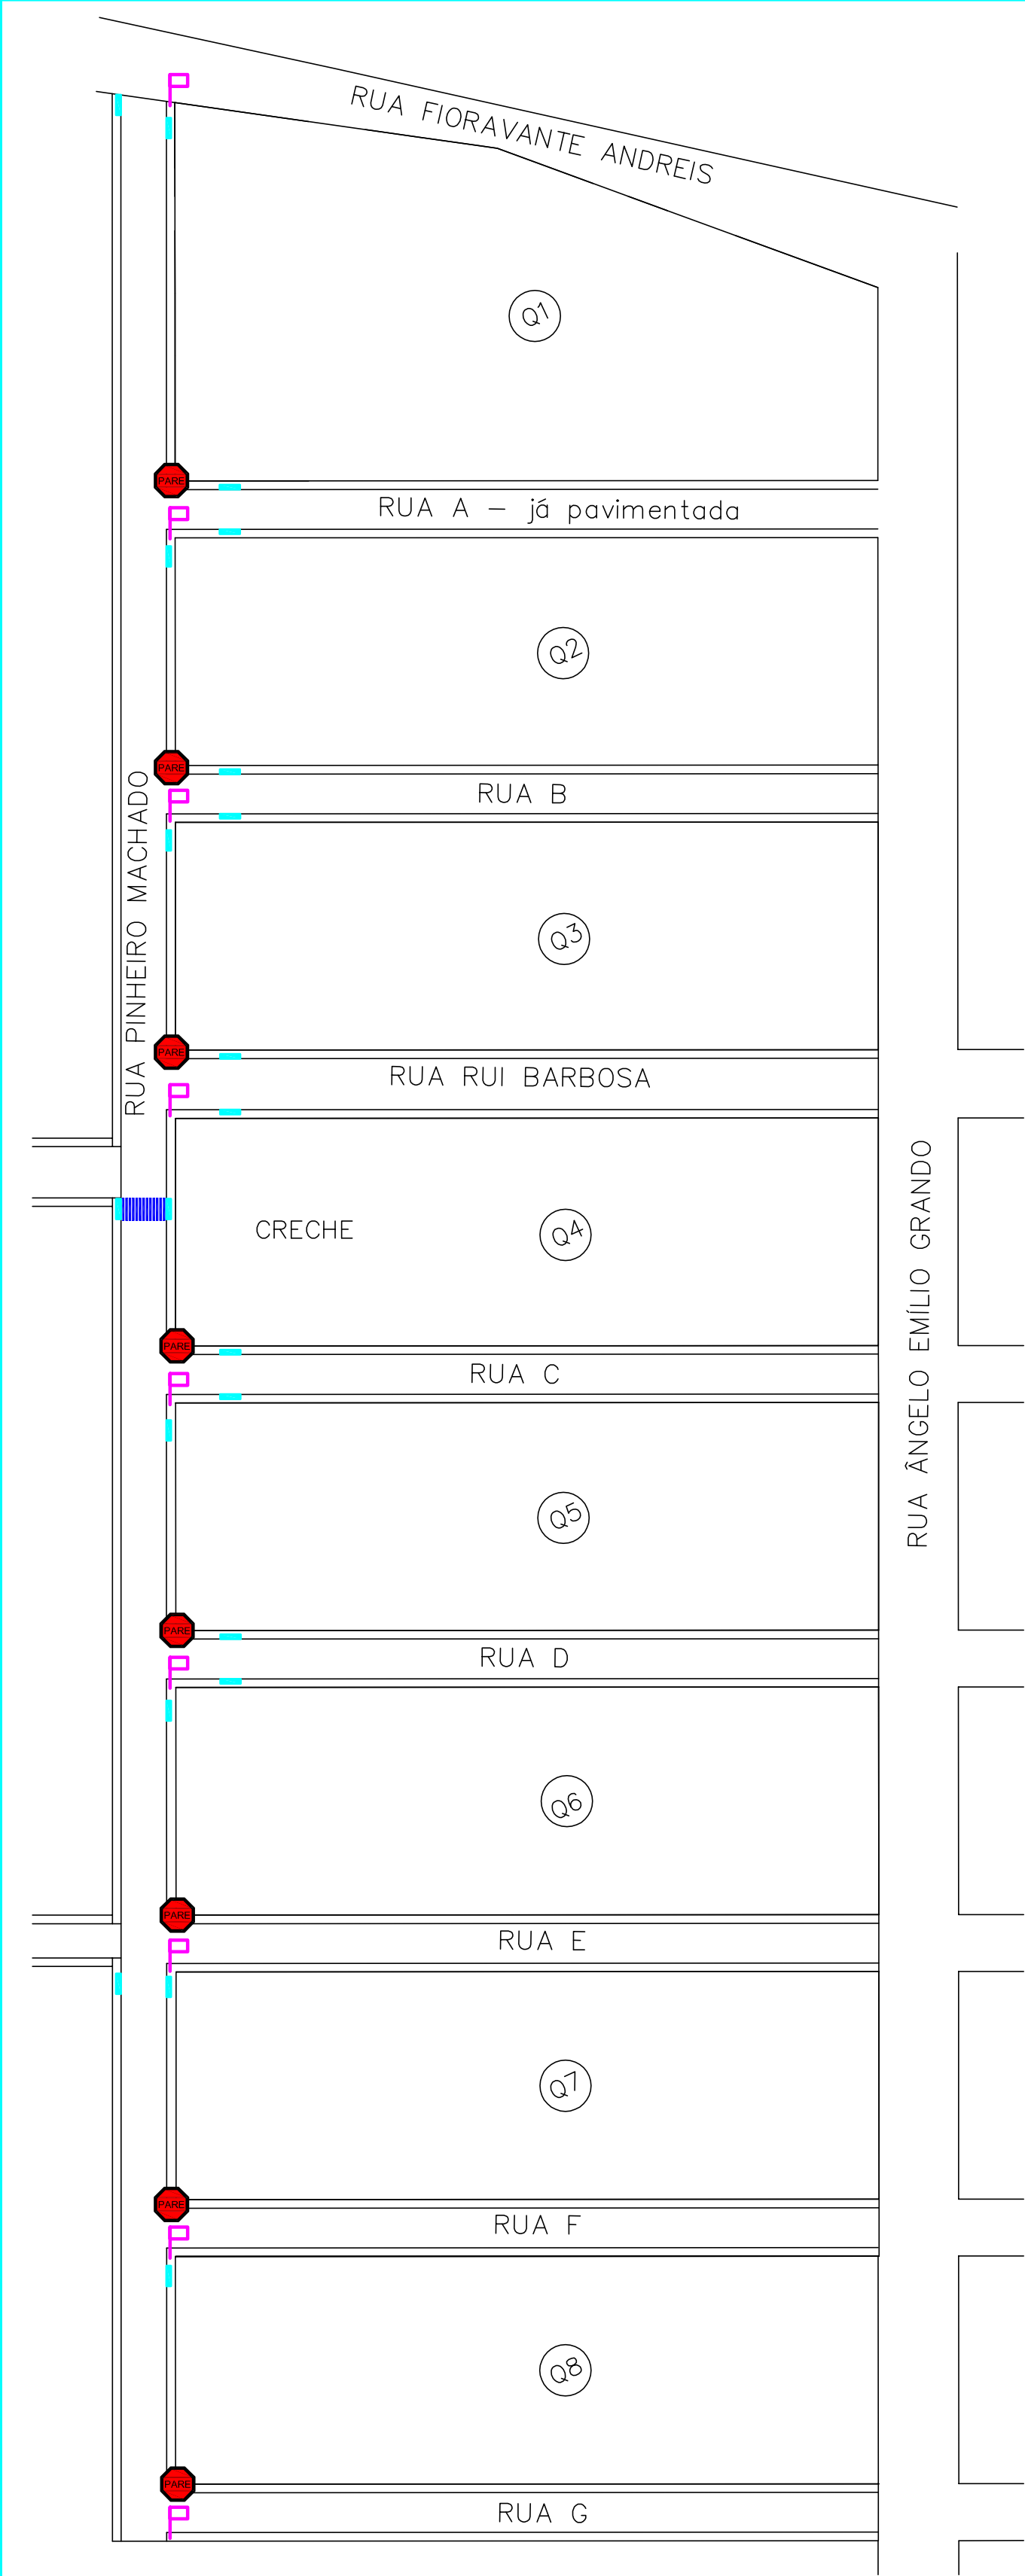 RUA FIORAVANTE ANDREIS
Q1
PARE
RUA A - já pavimentada
Q2
PARE
RUA B
RUA PINHEIRO MACHADO
Q3
PARE
RUA RUI BARBOSA
CRECHE
Q4
RUA ÂNGELO EMÍLIO GRANDO
PARE
RUA C
Q5
PARE
RUA D
Q6
PARE
RUA E
Q7
PARE
RUA F
Q8
PARE
RUA G